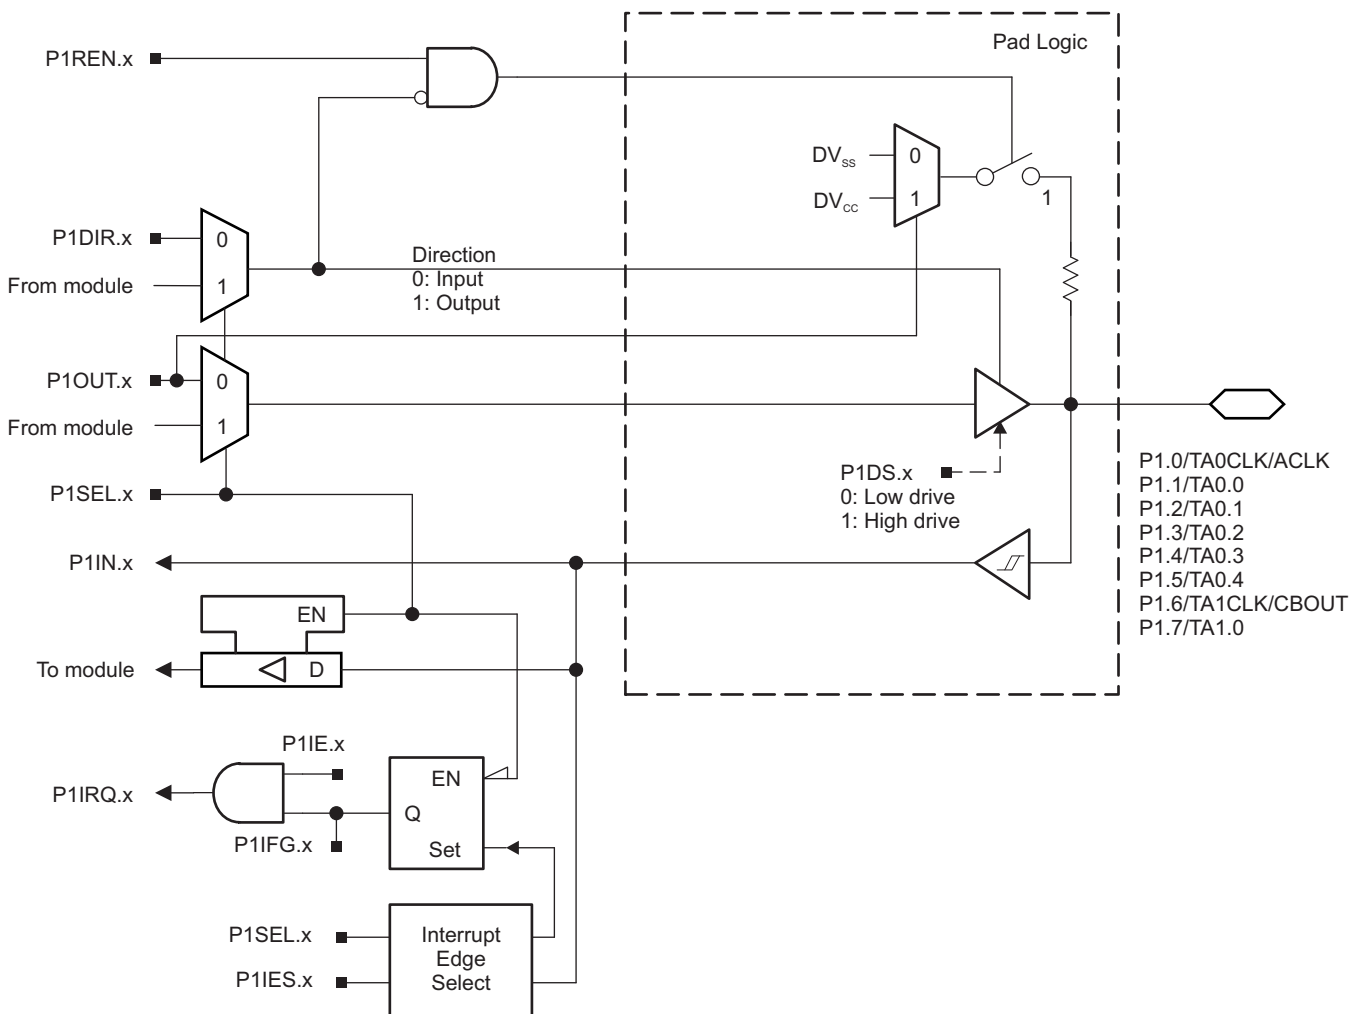 Pad Logic
P1REN.x
DVSS
0
DVCC
1
1
P1DIR.x
0
From module
1
Direction
0: Input
1: Output
P1OUT.x
0
From module
1
P1SEL.x
P1DS.x
0: Low drive
1: High drive
P1.0/TA0CLK/ACLK
P1.1/TA0.0
P1.2/TA0.1
P1.3/TA0.2
P1.4/TA0.3
P1.5/TA0.4
P1.6/TA1CLK/CBOUT
P1.7/TA1.0
P1IN.x
EN
To module
D
P1IE.x
P1IRQ.x
P1IFG.x
EN
Q
Set
P1SEL.x
P1IES.x
Interrupt
Edge
Select